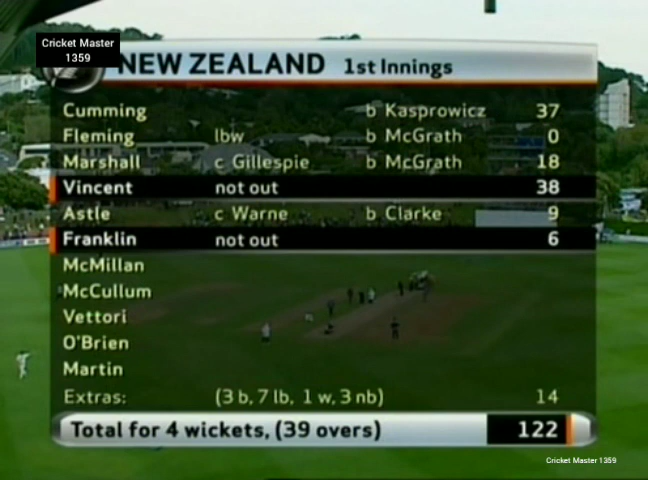 Cricket Master
1359
NEW ZEALAND 1st Innings
Cumming b Kasprowicz 37
Fleming lbw b McGrath 0
Marshall c Gillespie b McGrath 18
Vincent not out 38
Astle c Warne b Clarke 9
Franklin not out 6
McMillan
McCullum
Vettori
O'Brien
Martin
Extras: (3 b, 7 lb, 1 w, 3 nb) 14
Total for 4 wickets, (39 overs) 122
Cricket Master 1359